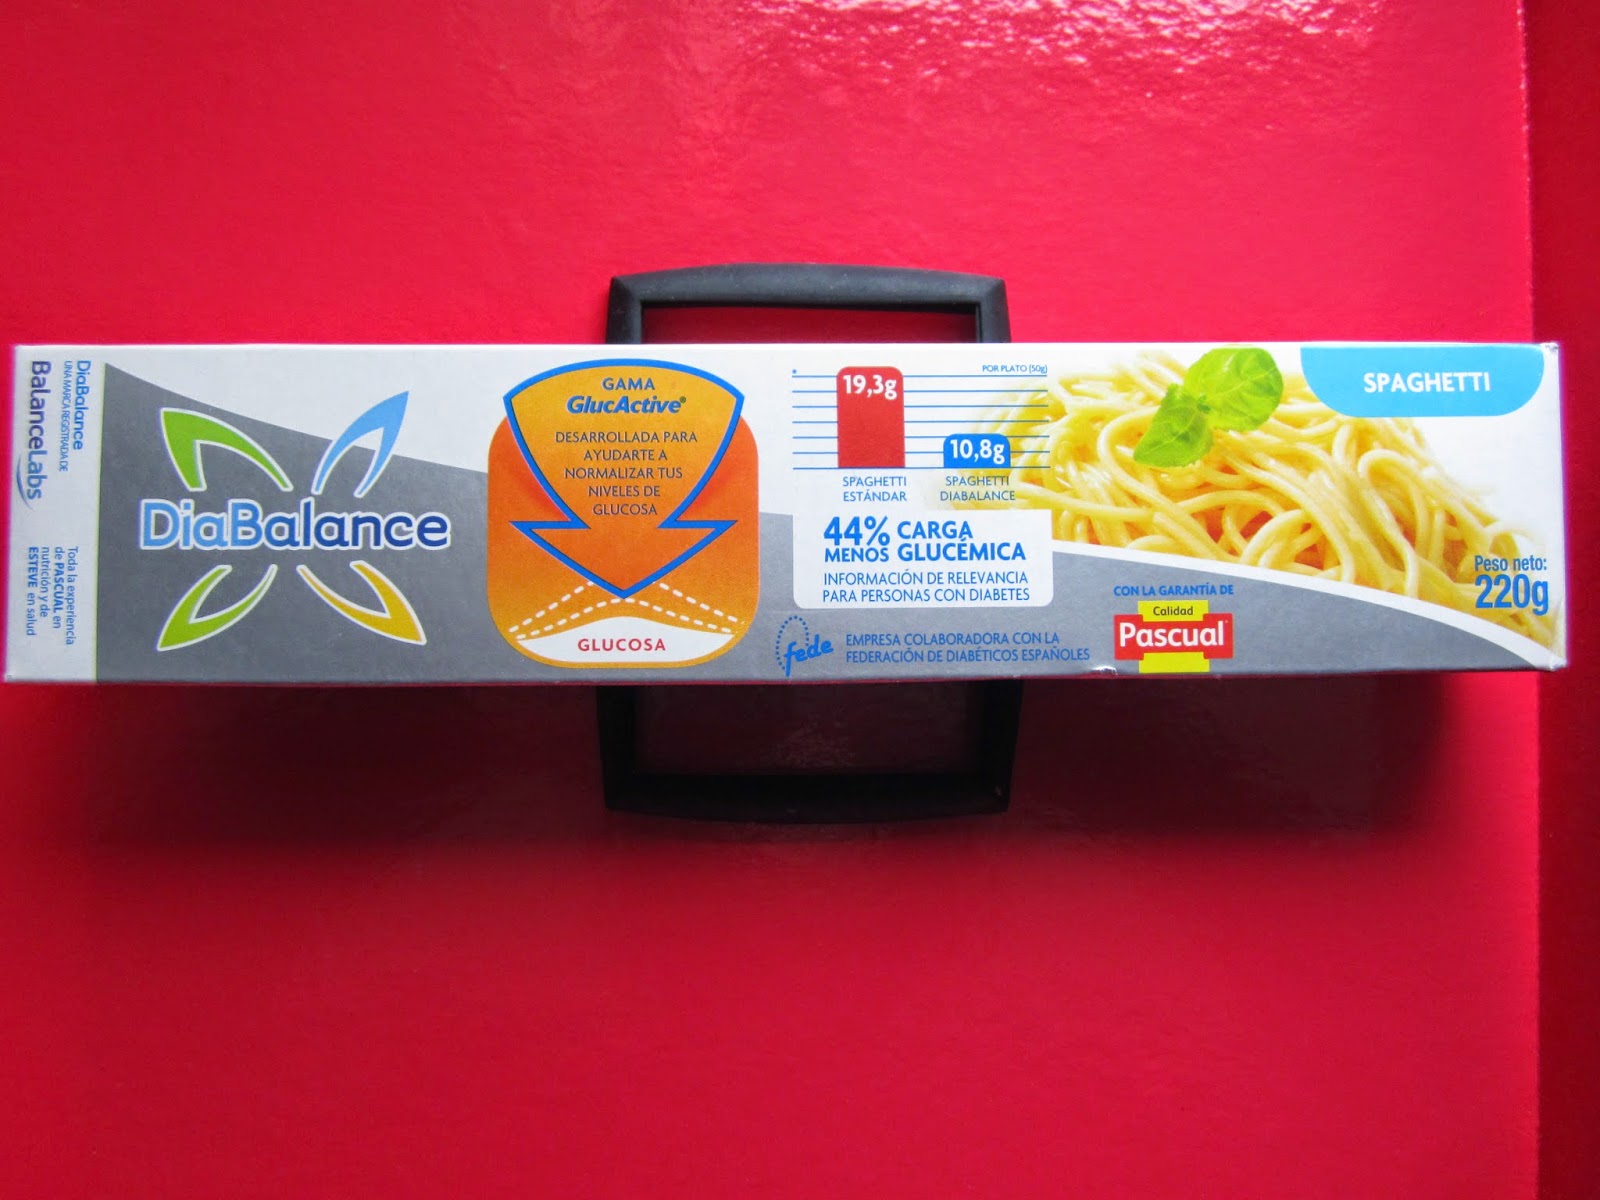 DiaBalance
UNA MARCA REGISTRADA DE
BalanceLabs
Toda la experiencia
de PASCUAL en
nutrición y de
ESTEVE en salud
DiaBalance
GAMA
GlucActive®
DESARROLLADA PARA
AYUDARTE A
NORMALIZAR TUS
NIVELES DE
GLUCOSA
GLUCOSA
POR PLATO (50g)
19,3g
10,8g
SPAGHETTI
ESTÁNDAR
SPAGHETTI
DIABALANCE
44% CARGA
MENOS GLUCÉMICA
INFORMACIÓN DE RELEVANCIA
PARA PERSONAS CON DIABETES
fede
EMPRESA COLABORADORA CON LA
FEDERACIÓN DE DIABÉTICOS ESPAÑOLES
CON LA GARANTÍA DE
Calidad
Pascual
SPAGHETTI
Peso neto:
220g